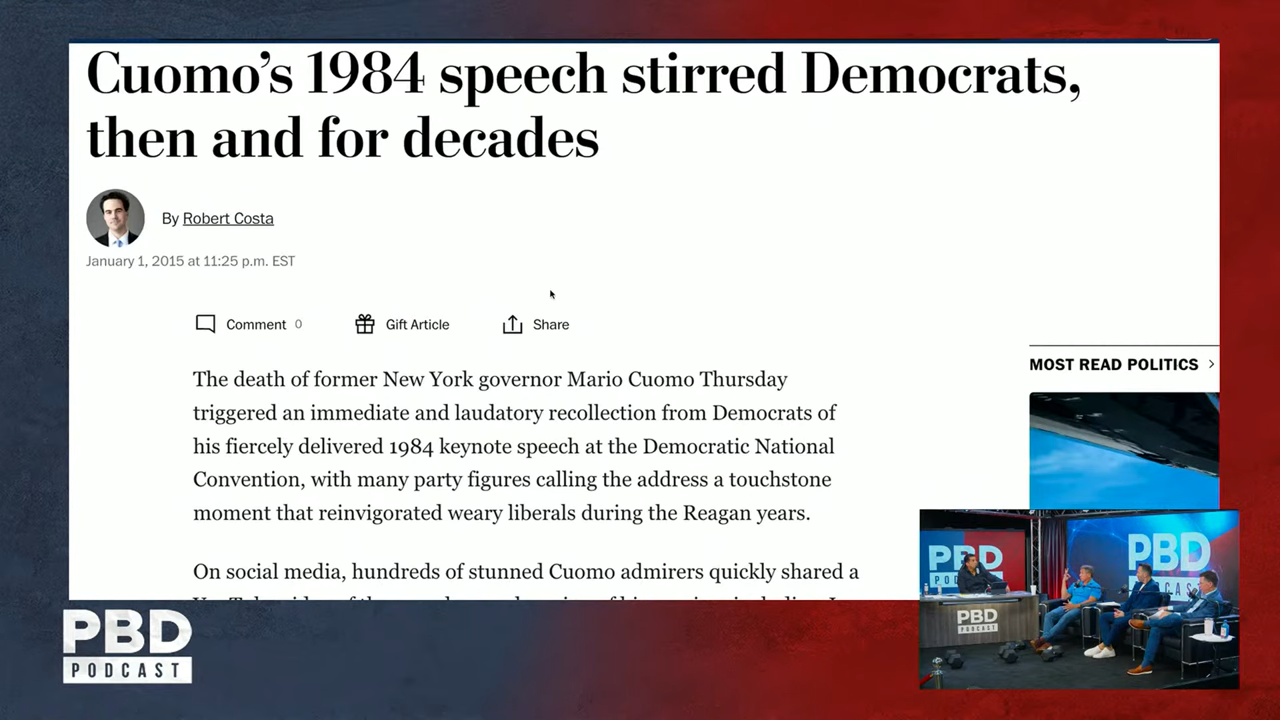 Cuomo’s 1984 speech stirred Democrats,
then and for decades
By Robert Costa
January 1, 2015 at 11:25 p.m. EST
Comment 0
Gift Article
Share
MOST READ POLITICS
The death of former New York governor Mario Cuomo Thursday
triggered an immediate and laudatory recollection from Democrats of
his fiercely delivered 1984 keynote speech at the Democratic National
Convention, with many party figures calling the address a touchstone
moment that reinvigorated weary liberals during the Reagan years.
On social media, hundreds of stunned Cuomo admirers quickly shared a
PBD
PODCAST
PBD
PBD
PODCAST
PBD